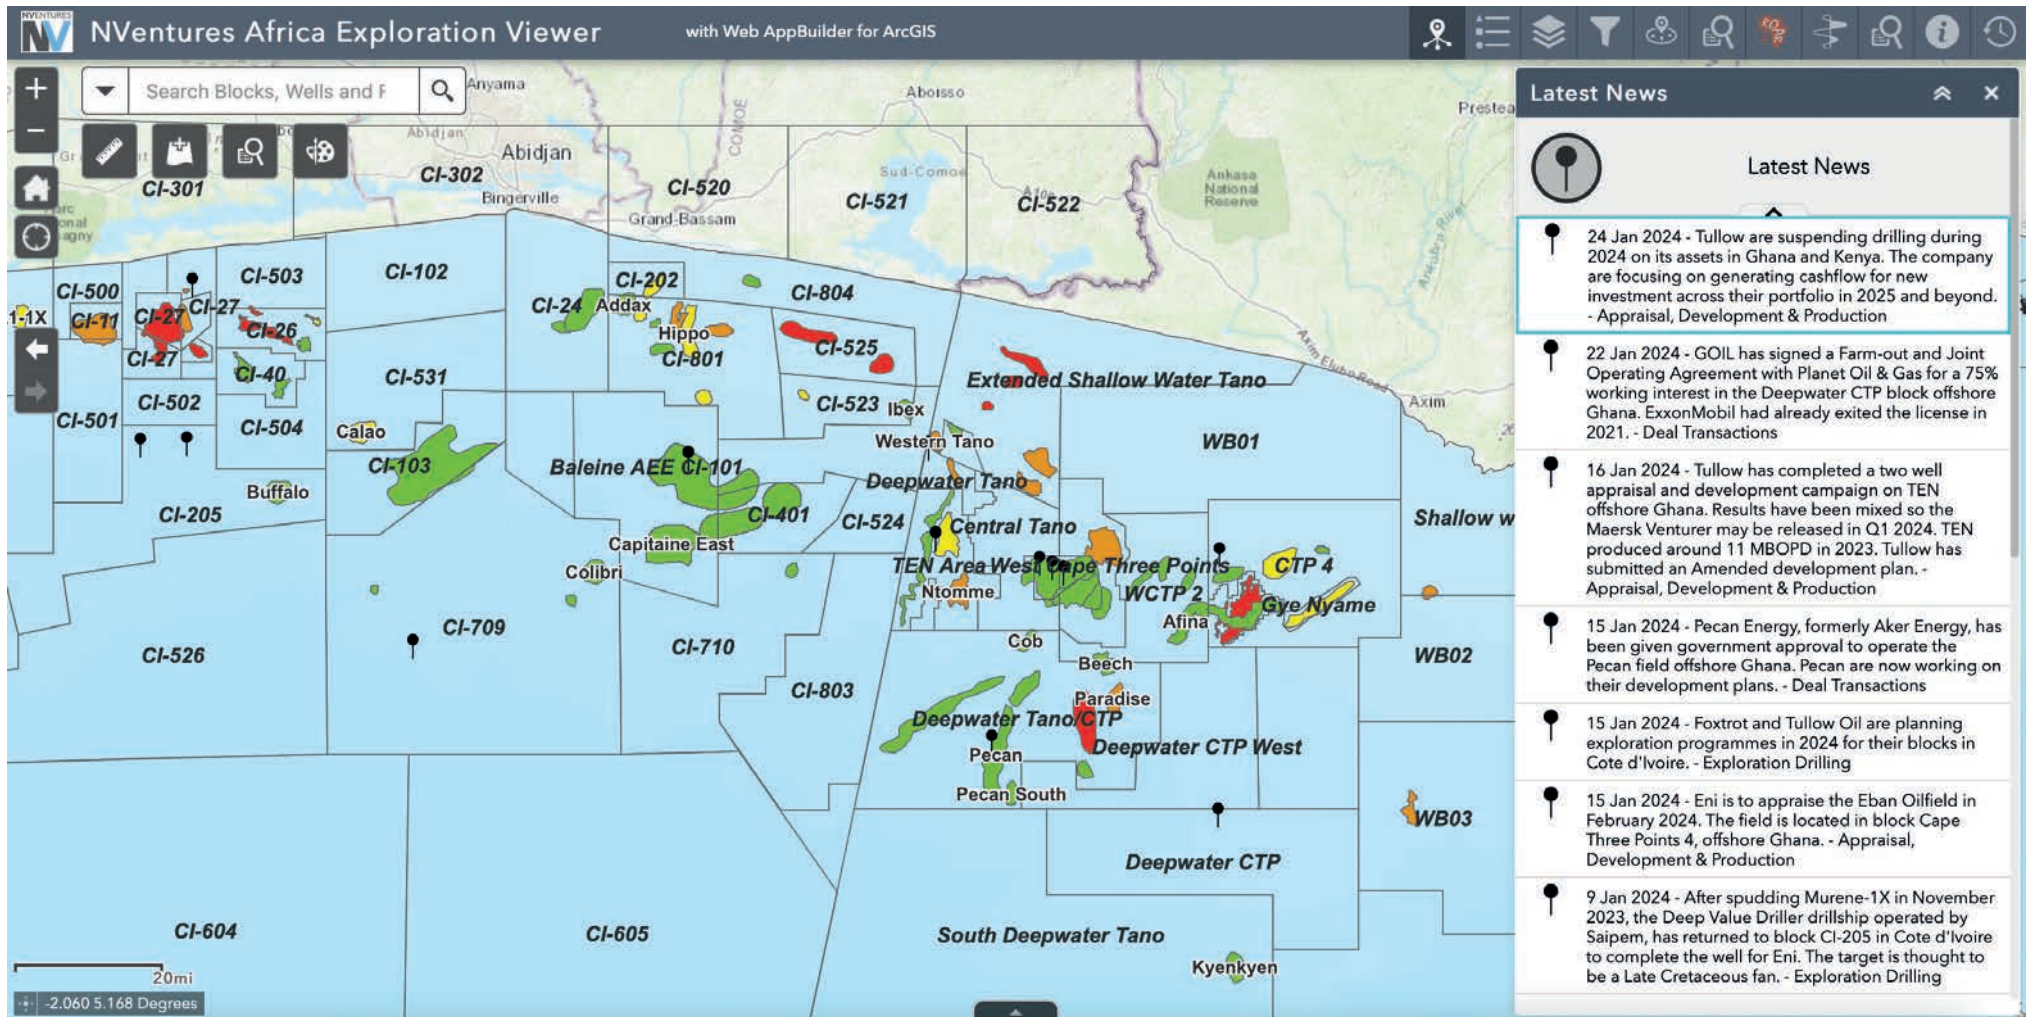 NVENTURES
NV
NVentures Africa Exploration Viewer
with Web AppBuilder for ArcGIS
Search Blocks, Wells and F
Anyama
Aboisso
Prestea
Abidjan
Abidjan
COMOE
CI-301
CI-302
Bingerville
CI-520
Grand-Bassam
Sud-Comoe
CI-521
CI-522
Ankasa
National
Reserve
Ankobra River
CI-500
CI-503
CI-102
CI-202
CI-24
Addax
CI-804
1-1X
CI-11
CI-27
CI-27
CI-26
Hippo
CI-801
CI-525
CI-27
CI-40
CI-531
Extended Shallow Water Tano
Axim Elubo Road
Axim
CI-501
CI-502
CI-504
CI-523
Ibex
Calao
Western Tano
WB01
CI-103
Baleine AEE CI-101
Deepwater Tano
Buffalo
CI-205
CI-401
CI-524
Central Tano
Shallow w
Capitaine East
Colibri
TEN Area
West Cape Three Points
CTP 4
Ntomme
WCTP 2
Gye Nyame
Afina
CI-526
CI-709
CI-710
Cob
Beech
WB02
CI-803
Paradise
Deepwater Tano/CTP
Deepwater CTP West
Pecan
Pecan South
WB03
Deepwater CTP
CI-604
CI-605
South Deepwater Tano
Kyenkyen
20mi
-2.060 5.168 Degrees
Latest News
Latest News
24 Jan 2024 - Tullow are suspending drilling during
2024 on its assets in Ghana and Kenya. The company
are focusing on generating cashflow for new
investment across their portfolio in 2025 and beyond.
- Appraisal, Development & Production
22 Jan 2024 - GOIL has signed a Farm-out and Joint
Operating Agreement with Planet Oil & Gas for a 75%
working interest in the Deepwater CTP block offshore
Ghana. ExxonMobil had already exited the license in
2021. - Deal Transactions
16 Jan 2024 - Tullow has completed a two well
appraisal and development campaign on TEN
offshore Ghana. Results have been mixed so the
Maersk Venturer may be released in Q1 2024. TEN
produced around 11 MBOPD in 2023. Tullow has
submitted an Amended development plan. -
Appraisal, Development & Production
15 Jan 2024 - Pecan Energy, formerly Aker Energy, has
been given government approval to operate the
Pecan field offshore Ghana. Pecan are now working on
their development plans. - Deal Transactions
15 Jan 2024 - Foxtrot and Tullow Oil are planning
exploration programmes in 2024 for their blocks in
Cote d'Ivoire. - Exploration Drilling
15 Jan 2024 - Eni is to appraise the Eban Oilfield in
February 2024. The field is located in block Cape
Three Points 4, offshore Ghana. - Appraisal,
Development & Production
9 Jan 2024 - After spudding Murene-1X in November
2023, the Deep Value Driller drillship operated by
Saipem, has returned to block CI-205 in Cote d'Ivoire
to complete the well for Eni. The target is thought to
be a Late Cretaceous fan. - Exploration Drilling